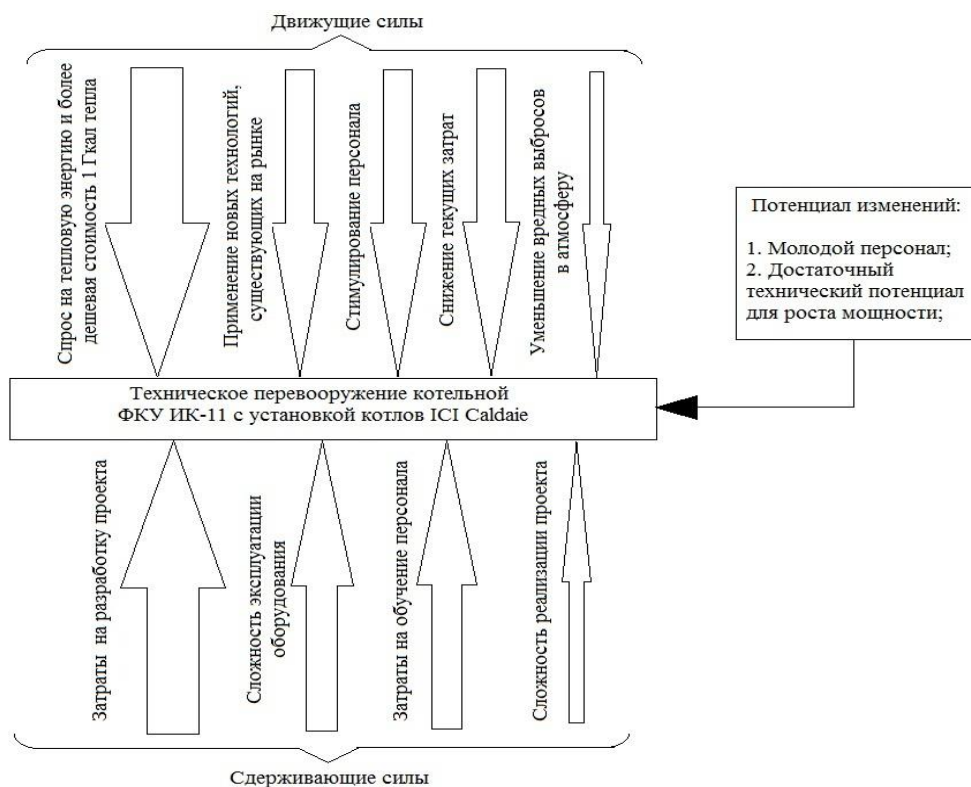 Движущие силы
Спрос на тепловую энергию и более
дешевая стоимость 1 Гкал тепла
Применение новых технологий,
существующих на рынке
Стимулирование персонала
Снижение текущих затрат
Уменьшение вредных выбросов
в атмосферу
Потенциал изменений:
1. Молодой персонал;
2. Достаточный
технический потенциал
для роста мощности;
Техническое перевооружение котельной
ФКУ ИК-11 с установкой котлов ICI Caldaie
Затраты на разработку проекта
Сложность эксплуатации
оборудования
Затраты на обучение персонала
Сложность реализации проекта
Сдерживающие силы